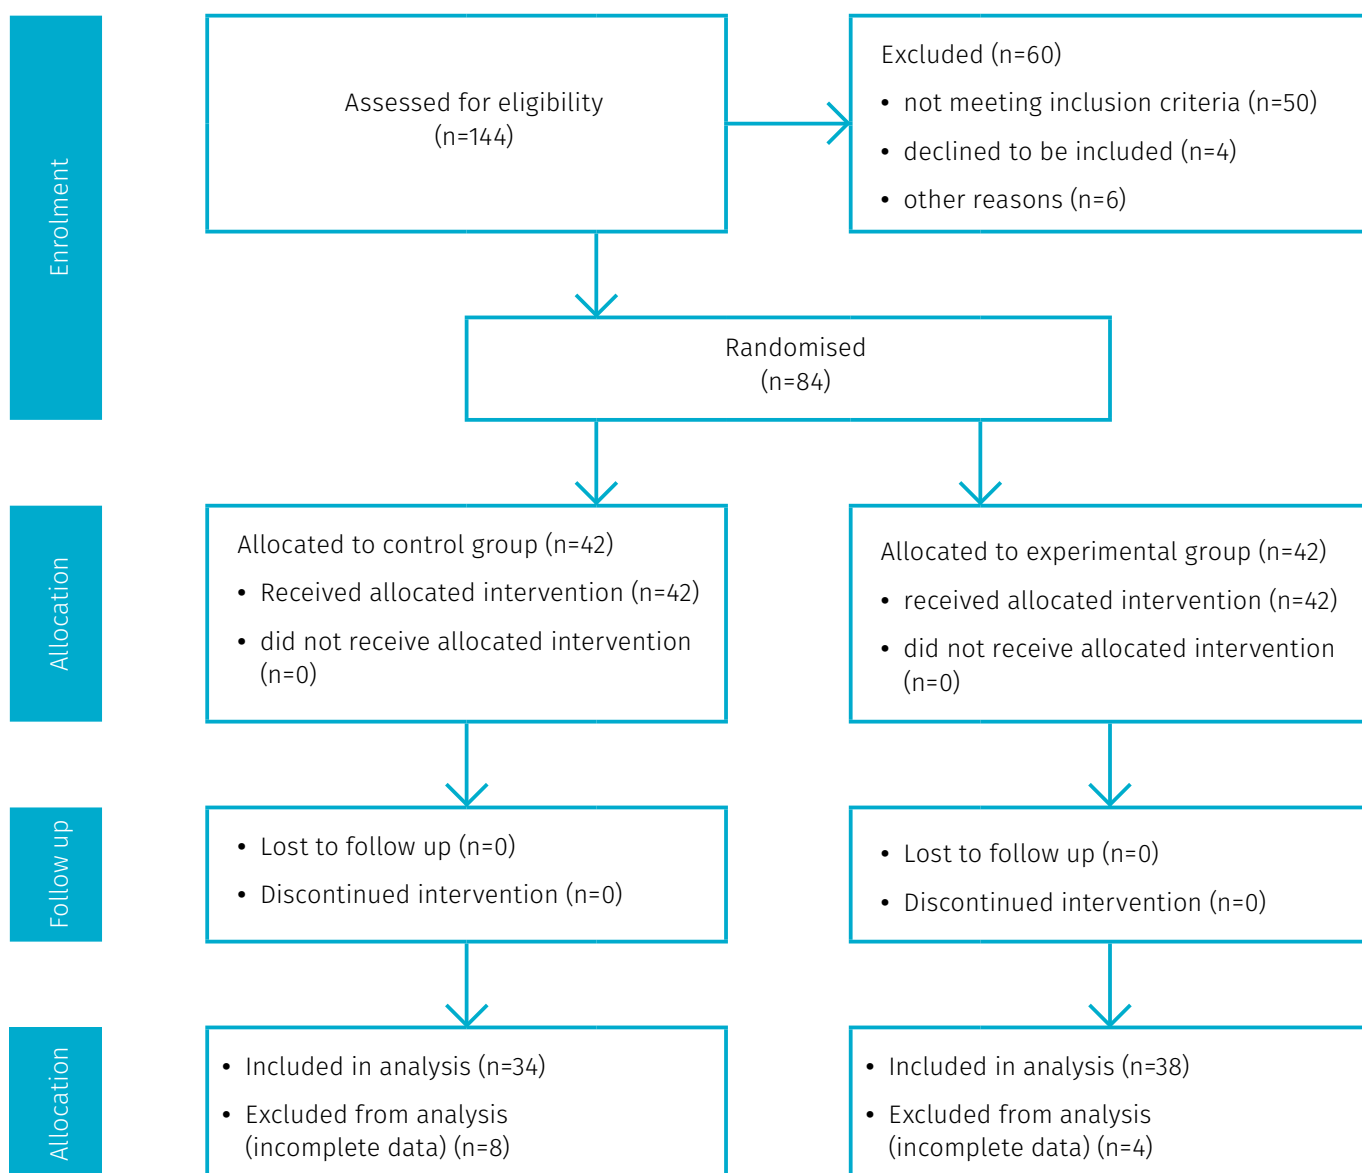 Enrolment
Assessed for eligibility
(n=144)
Excluded (n=60)
• not meeting inclusion criteria (n=50)
• declined to be included (n=4)
• other reasons (n=6)
Randomised
(n=84)
Allocation
Allocated to control group (n=42)
• Received allocated intervention (n=42)
• did not receive allocated intervention
(n=0)
Allocated to experimental group (n=42)
• received allocated intervention (n=42)
• did not receive allocated intervention
(n=0)
Follow up
• Lost to follow up (n=0)
• Discontinued intervention (n=0)
• Lost to follow up (n=0)
• Discontinued intervention (n=0)
Allocation
• Included in analysis (n=34)
• Excluded from analysis
(incomplete data) (n=8)
• Included in analysis (n=38)
• Excluded from analysis
(incomplete data) (n=4)